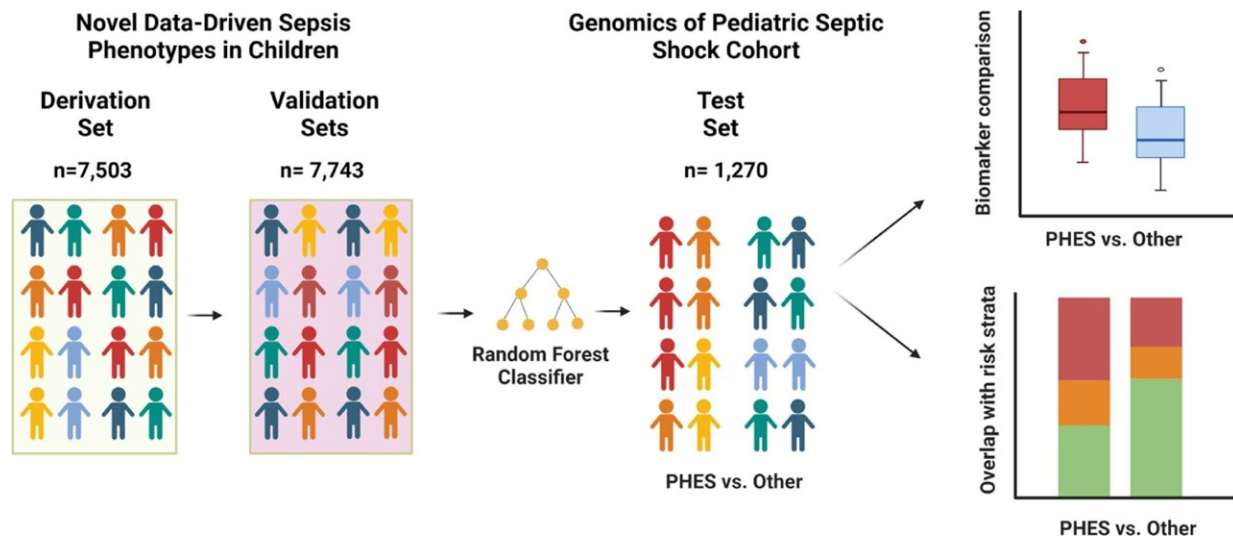 Novel Data-Driven Sepsis
Phenotypes in Children
Derivation
Set
n=7,503
Validation
Sets
n= 7,743
Random Forest
Classifier
Genomics of Pediatric Septic
Shock Cohort
Test
Set
n= 1,270
PHES vs. Other
Biomarker comparison
PHES vs. Other
Overlap with risk strata
PHES vs. Other